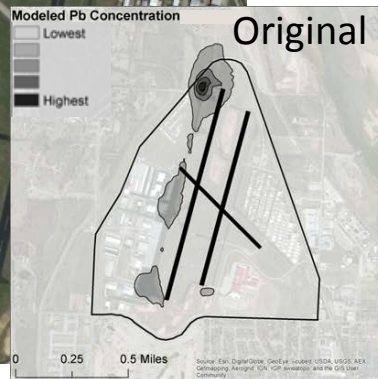 Modeled Pb Concentration
Original
Lowest
Highest
0 0.25 0.5 Miles
Source: Esri, DigitalGlobe, GeoEye, i-cubed, USDA, USGS, AEX,
Getmapping, Aerogrid, IGN, IGP, swisstopo, and the GIS User
Community